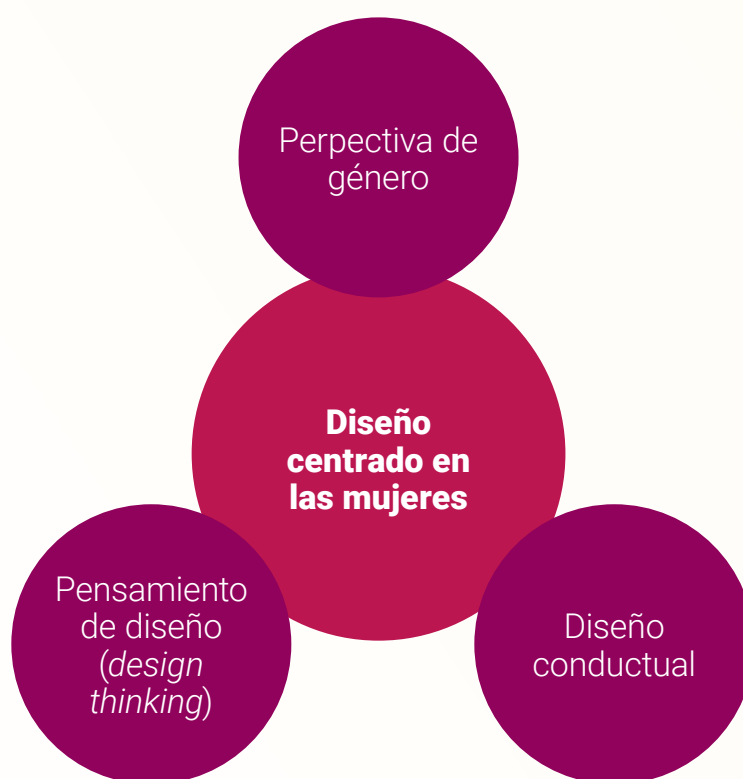 Perpectiva de
género
Diseño
centrado en
las mujeres
Pensamiento
de diseño
(design
thinking)
Diseño
conductual